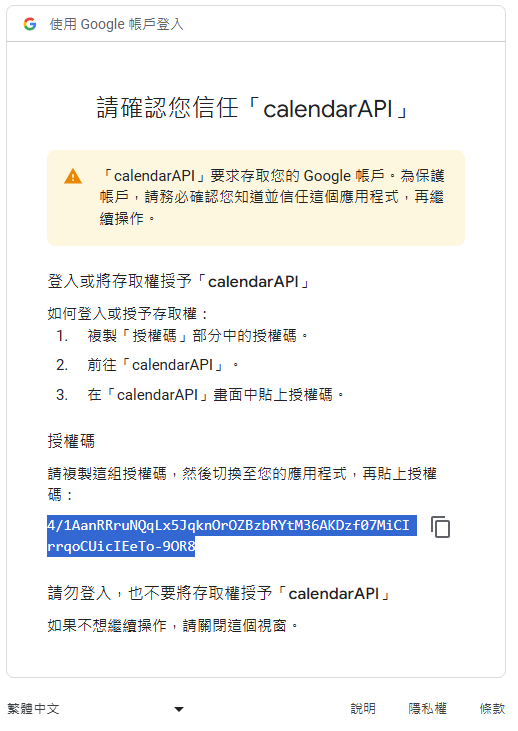 使用 Google 帳戶登入
請確認您信任「calendarAPI」
「calendarAPI」要求存取您的 Google 帳戶。為保護
帳戶，請務必確認您知道並信任這個應用程式，再繼
續操作。
登入或將存取權授予「calendarAPI」
如何登入或授予存取權：
1. 複製「授權碼」部分中的授權碼。
2. 前往「calendarAPI」。
3. 在「calendarAPI」畫面中貼上授權碼。
授權碼
請複製這組授權碼，然後切換至您的應用程式，再貼上授權
碼：
4/1AanRRruNQqLx5JqknOrOZBzbRYtM36AKDzf07MiCI
rrqoCUicIEeTo-9OR8
請勿登入，也不要將存取權授予「calendarAPI」
如果不想繼續操作，請關閉這個視窗。
繁體中文 說明 隱私權 條款